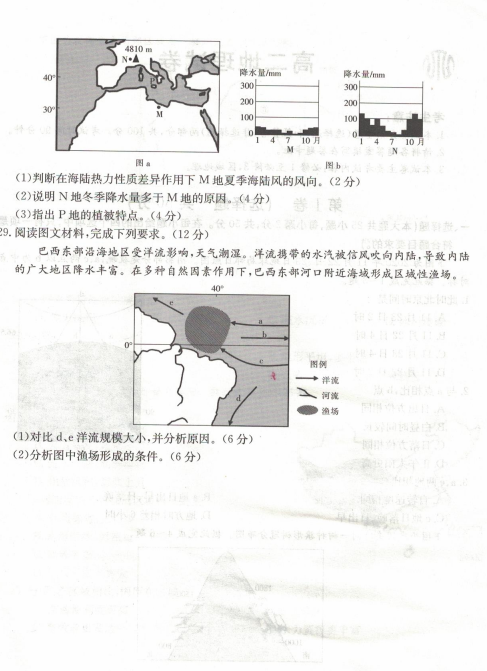 4810 m
N
P
40°
30°
M
图a
降水量/mm
300
200
100
0
1 4 7 10月
M
降水量/mm
300
200
100
0
1 4 7 10月
N
图b
(1)判断在海陆热力性质差异作用下M地夏季海陆风的风向。(2分)
(2)说明N地冬季降水量多于M地的原因。(4分)
(3)指出P地的植被特点。(4分)
29. 阅读图文材料,完成下列要求。(12分)
巴西东部沿海地区受洋流影响,天气潮湿。洋流携带的水汽被信风吹向内陆,导致内陆
的广大地区降水丰富。在多种自然因素作用下,巴西东部河口附近海域形成区域性渔场。
40°
e
a
b
0°
c
d
图例
洋流
河流
渔场
(1)对比d、e洋流规模大小,并分析原因。(6分)
(2)分析图中渔场形成的条件。(6分)